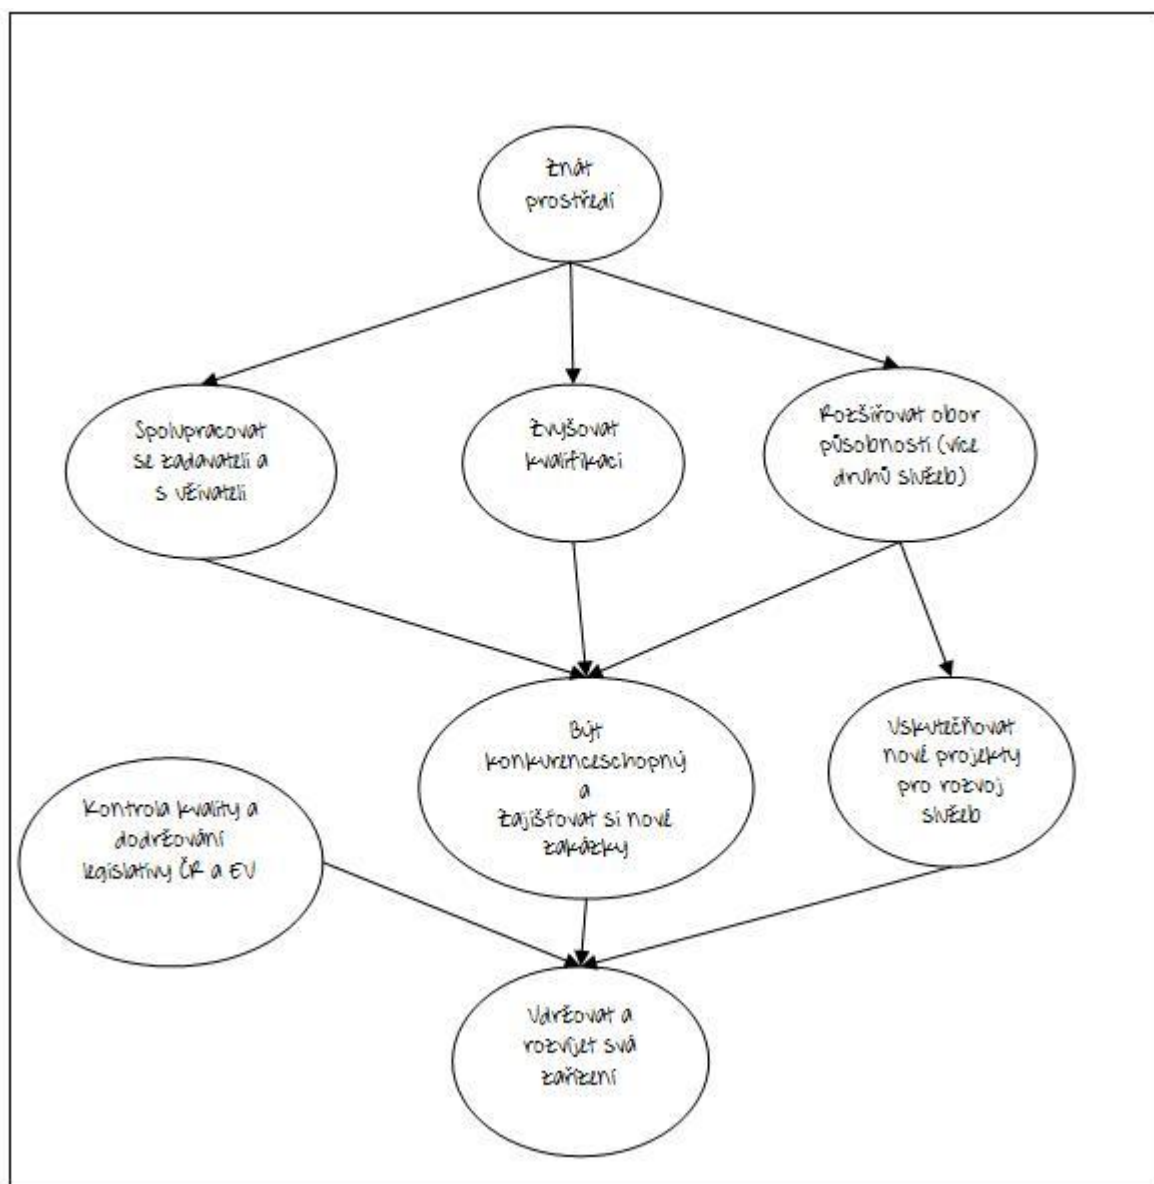 Znát
prostředí
Spolupracovat
se zadavateli a
s uživateli
Zvyšovat
kvalifikaci
Rozšiřovat obor
působnosti (více
druhů služeb)
Být
konkurenceschopný
a
zajišťovat si nové
zakázky
Uskutečňovat
nové projekty
pro rozvoj
služeb
Kontrola kvality a
dodržování
legislativy ČR a EU
Udržovat a
rozvíjet svá
zařízení